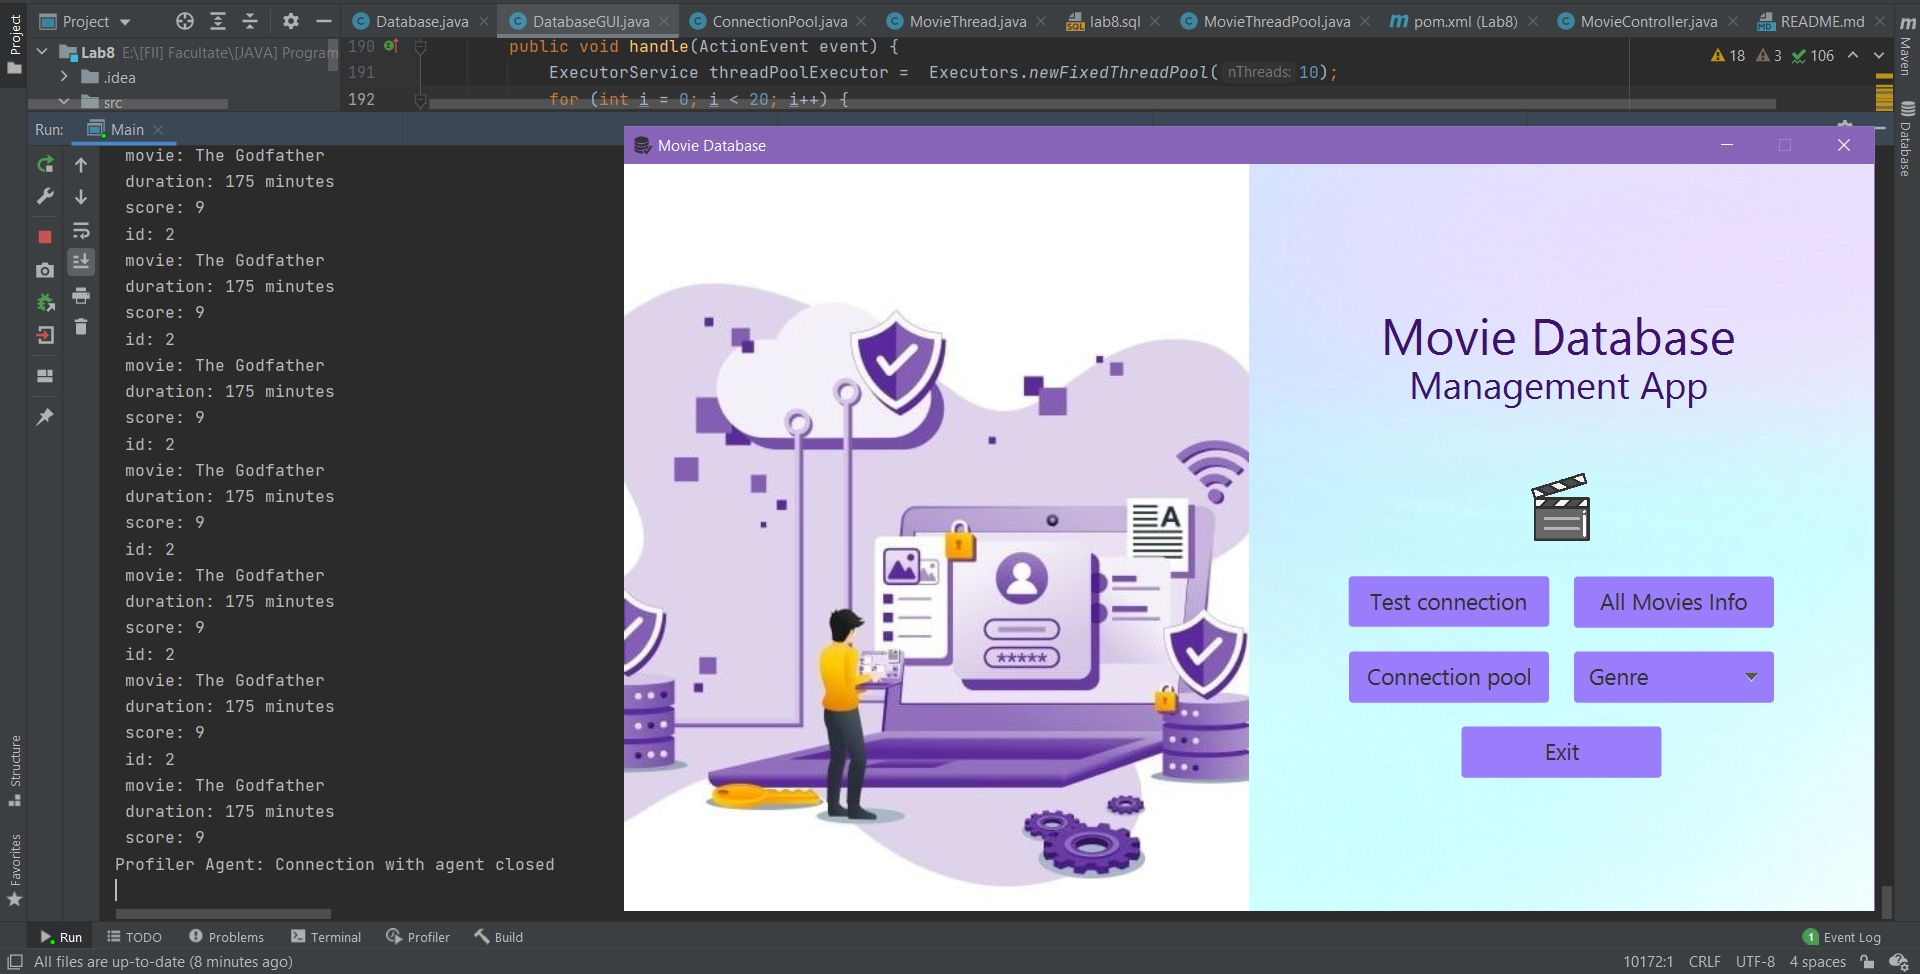 Project
Database.java
DatabaseGUI.java
ConnectionPool.java
MovieThread.java
lab8.sql
MovieThreadPool.java
pom.xml (Lab8)
MovieController.java
README.md
Project
Maven
Database
Lab8 E:\[FII] Facultate\[JAVA] Program
.idea
src
190 public void handle(ActionEvent event) {
191 ExecutorService threadPoolExecutor = Executors.newFixedThreadPool( nThreads: 10);
192 for (int i = 0; i < 20; i++) {
18 3 106
Run: Main
movie: The Godfather
duration: 175 minutes
score: 9
id: 2
movie: The Godfather
duration: 175 minutes
score: 9
id: 2
movie: The Godfather
duration: 175 minutes
score: 9
id: 2
movie: The Godfather
duration: 175 minutes
score: 9
id: 2
movie: The Godfather
duration: 175 minutes
score: 9
id: 2
movie: The Godfather
duration: 175 minutes
score: 9
id: 2
movie: The Godfather
duration: 175 minutes
score: 9
Profiler Agent: Connection with agent closed
Movie Database
A
*****
Movie Database
Management App
Test connection
All Movies Info
Connection pool
Genre
Exit
Structure
Favorites
Run
TODO
Problems
Terminal
Profiler
Build
1 Event Log
All files are up-to-date (8 minutes ago)
10172:1 CRLF UTF-8 4 spaces